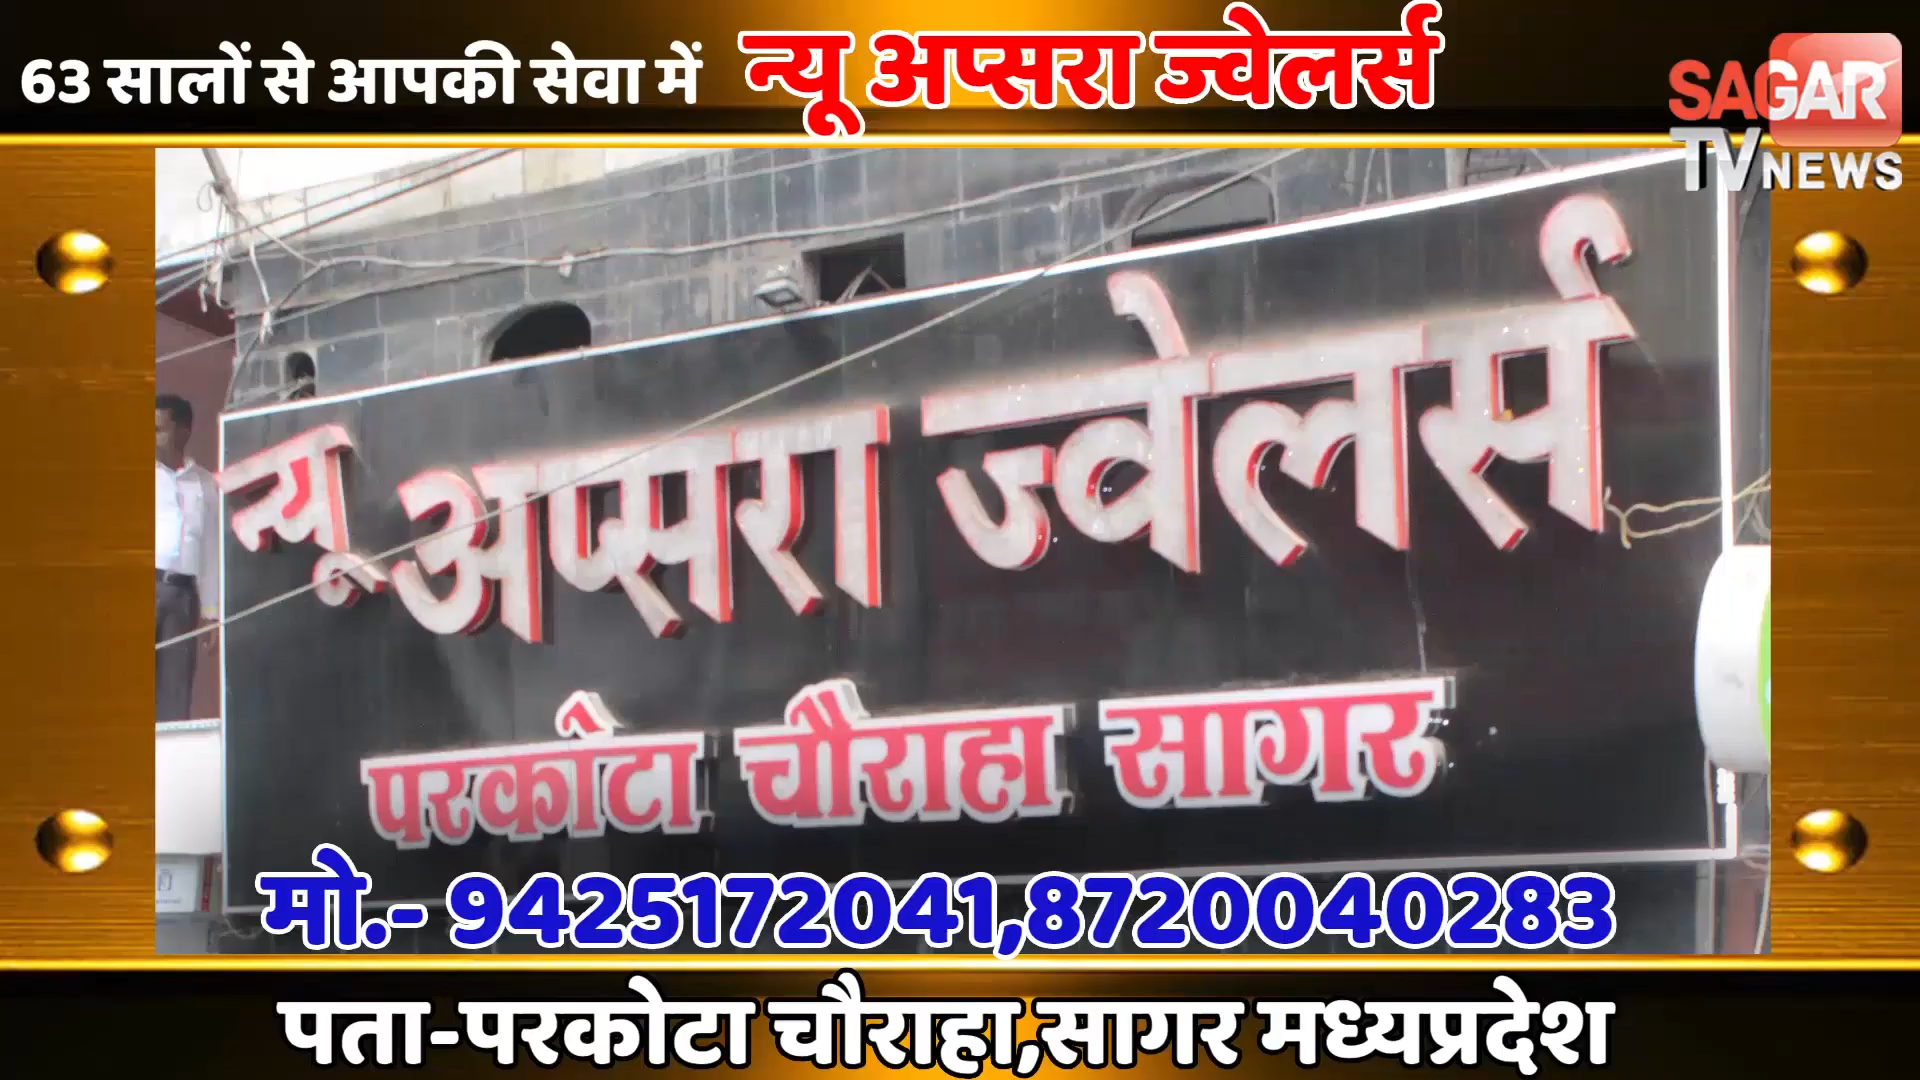 63 सालों से आपकी सेवा में न्यू अप्सरा ज्वेलर्स
SAGAR
TV NEWS
न्यू अप्सरा ज्वेलर्स
परकोटा चौराहा सागर
मो.- 9425172041,8720040283
पता-परकोटा चौराहा,सागर मध्यप्रदेश